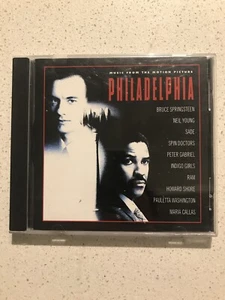 MUSIC FROM THE MOTION PICTURE
PHILADELPHIA
BRUCE SPRINGSTEEN
NEIL YOUNG
SADE
SPIN DOCTORS
PETER GABRIEL
INDIGO GIRLS
RAM
HOWARD SHORE
PAULETTA WASHINGTON
MARIA CALLAS